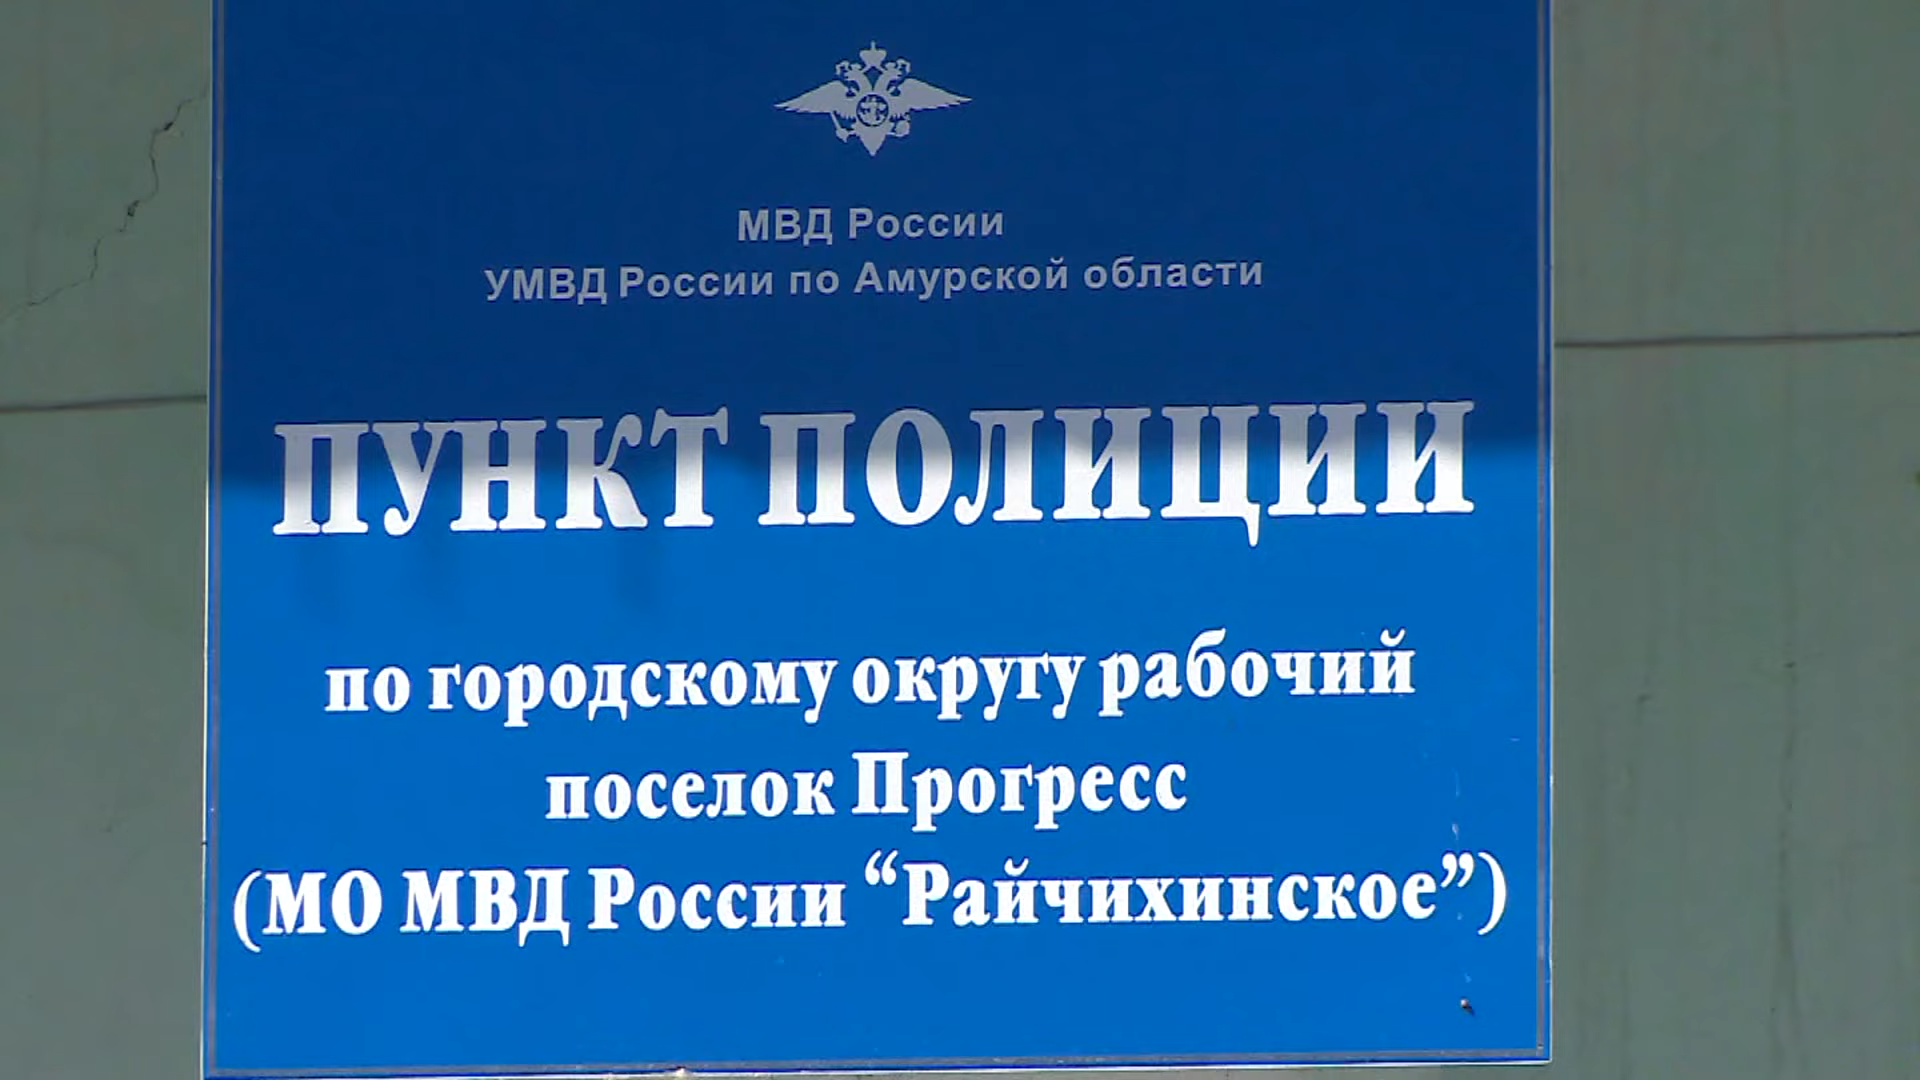 МВД России
УМВД России по Амурской области
ПУНКТ ПОЛИЦИИ
по городскому округу рабочий
поселок Прогресс
(МО МВД России “Райчихинское”)